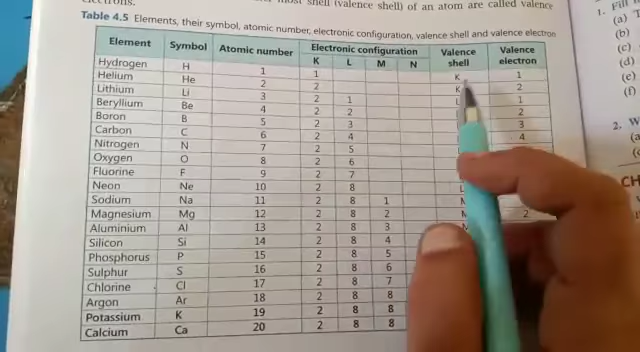 most shell (valence shell) of an atom are called valence
electrons.
Table 4.5 Elements, their symbol, atomic number, electronic configuration, valence shell and valence electron
Element Symbol Atomic number Electronic configuration Valence shell Valence electron
K L M N
Hydrogen H 1 1 K 1
Helium He 2 2 K 2
Lithium Li 3 2 1 L 1
Beryllium Be 4 2 2 2
Boron B 5 2 3 3
Carbon C 6 2 4 4
Nitrogen N 7 2 5
Oxygen O 8 2 6
Fluorine F 9 2 7
Neon Ne 10 2 8 L
Sodium Na 11 2 8 1 M
Magnesium Mg 12 2 8 2 M 2
Aluminium Al 13 2 8 3 M
Silicon Si 14 2 8 4
Phosphorus P 15 2 8 5
Sulphur S 16 2 8 6
Chlorine Cl 17 2 8 7
Argon Ar 18 2 8 8
Potassium K 19 2 8 8
Calcium Ca 20 2 8 8
1. Fill
(a)
(b)
(c)
(d)
(e)
(f)
2. W
(a
CH